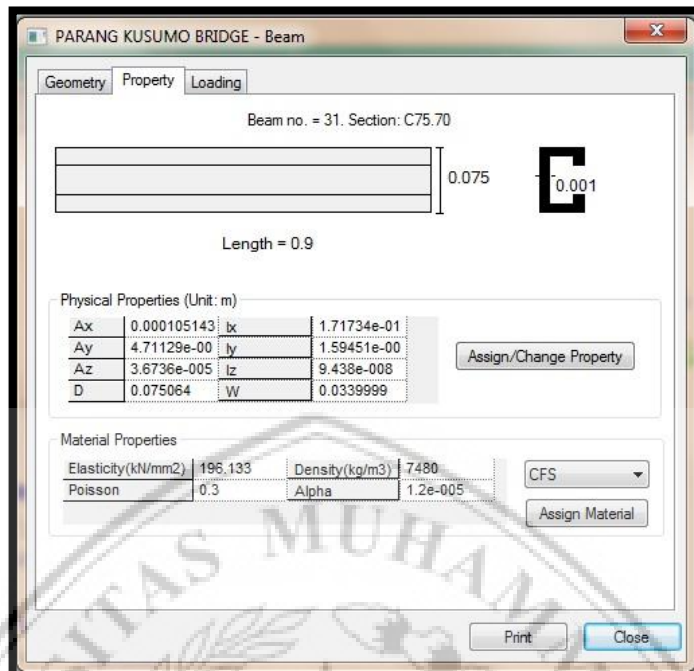 PARANG KUSUMO BRIDGE - Beam
Geometry Property Loading
Beam no. = 31. Section: C75.70
0.075
0.001
Length = 0.9
Physical Properties (Unit: m)
Ax 0.000105143 Ix 1.71734e-01
Ay 4.71129e-00 Iy 1.59451e-00
Az 3.6736e-005 Iz 9.438e-008
D 0.075064 W 0.0339999
Assign/Change Property
Material Properties
Elasticity(kN/mm2) 196.133 Density(kg/m3) 7480
Poisson 0.3 Alpha 1.2e-005
CFS
Assign Material
ITAS MUHAM
Print Close